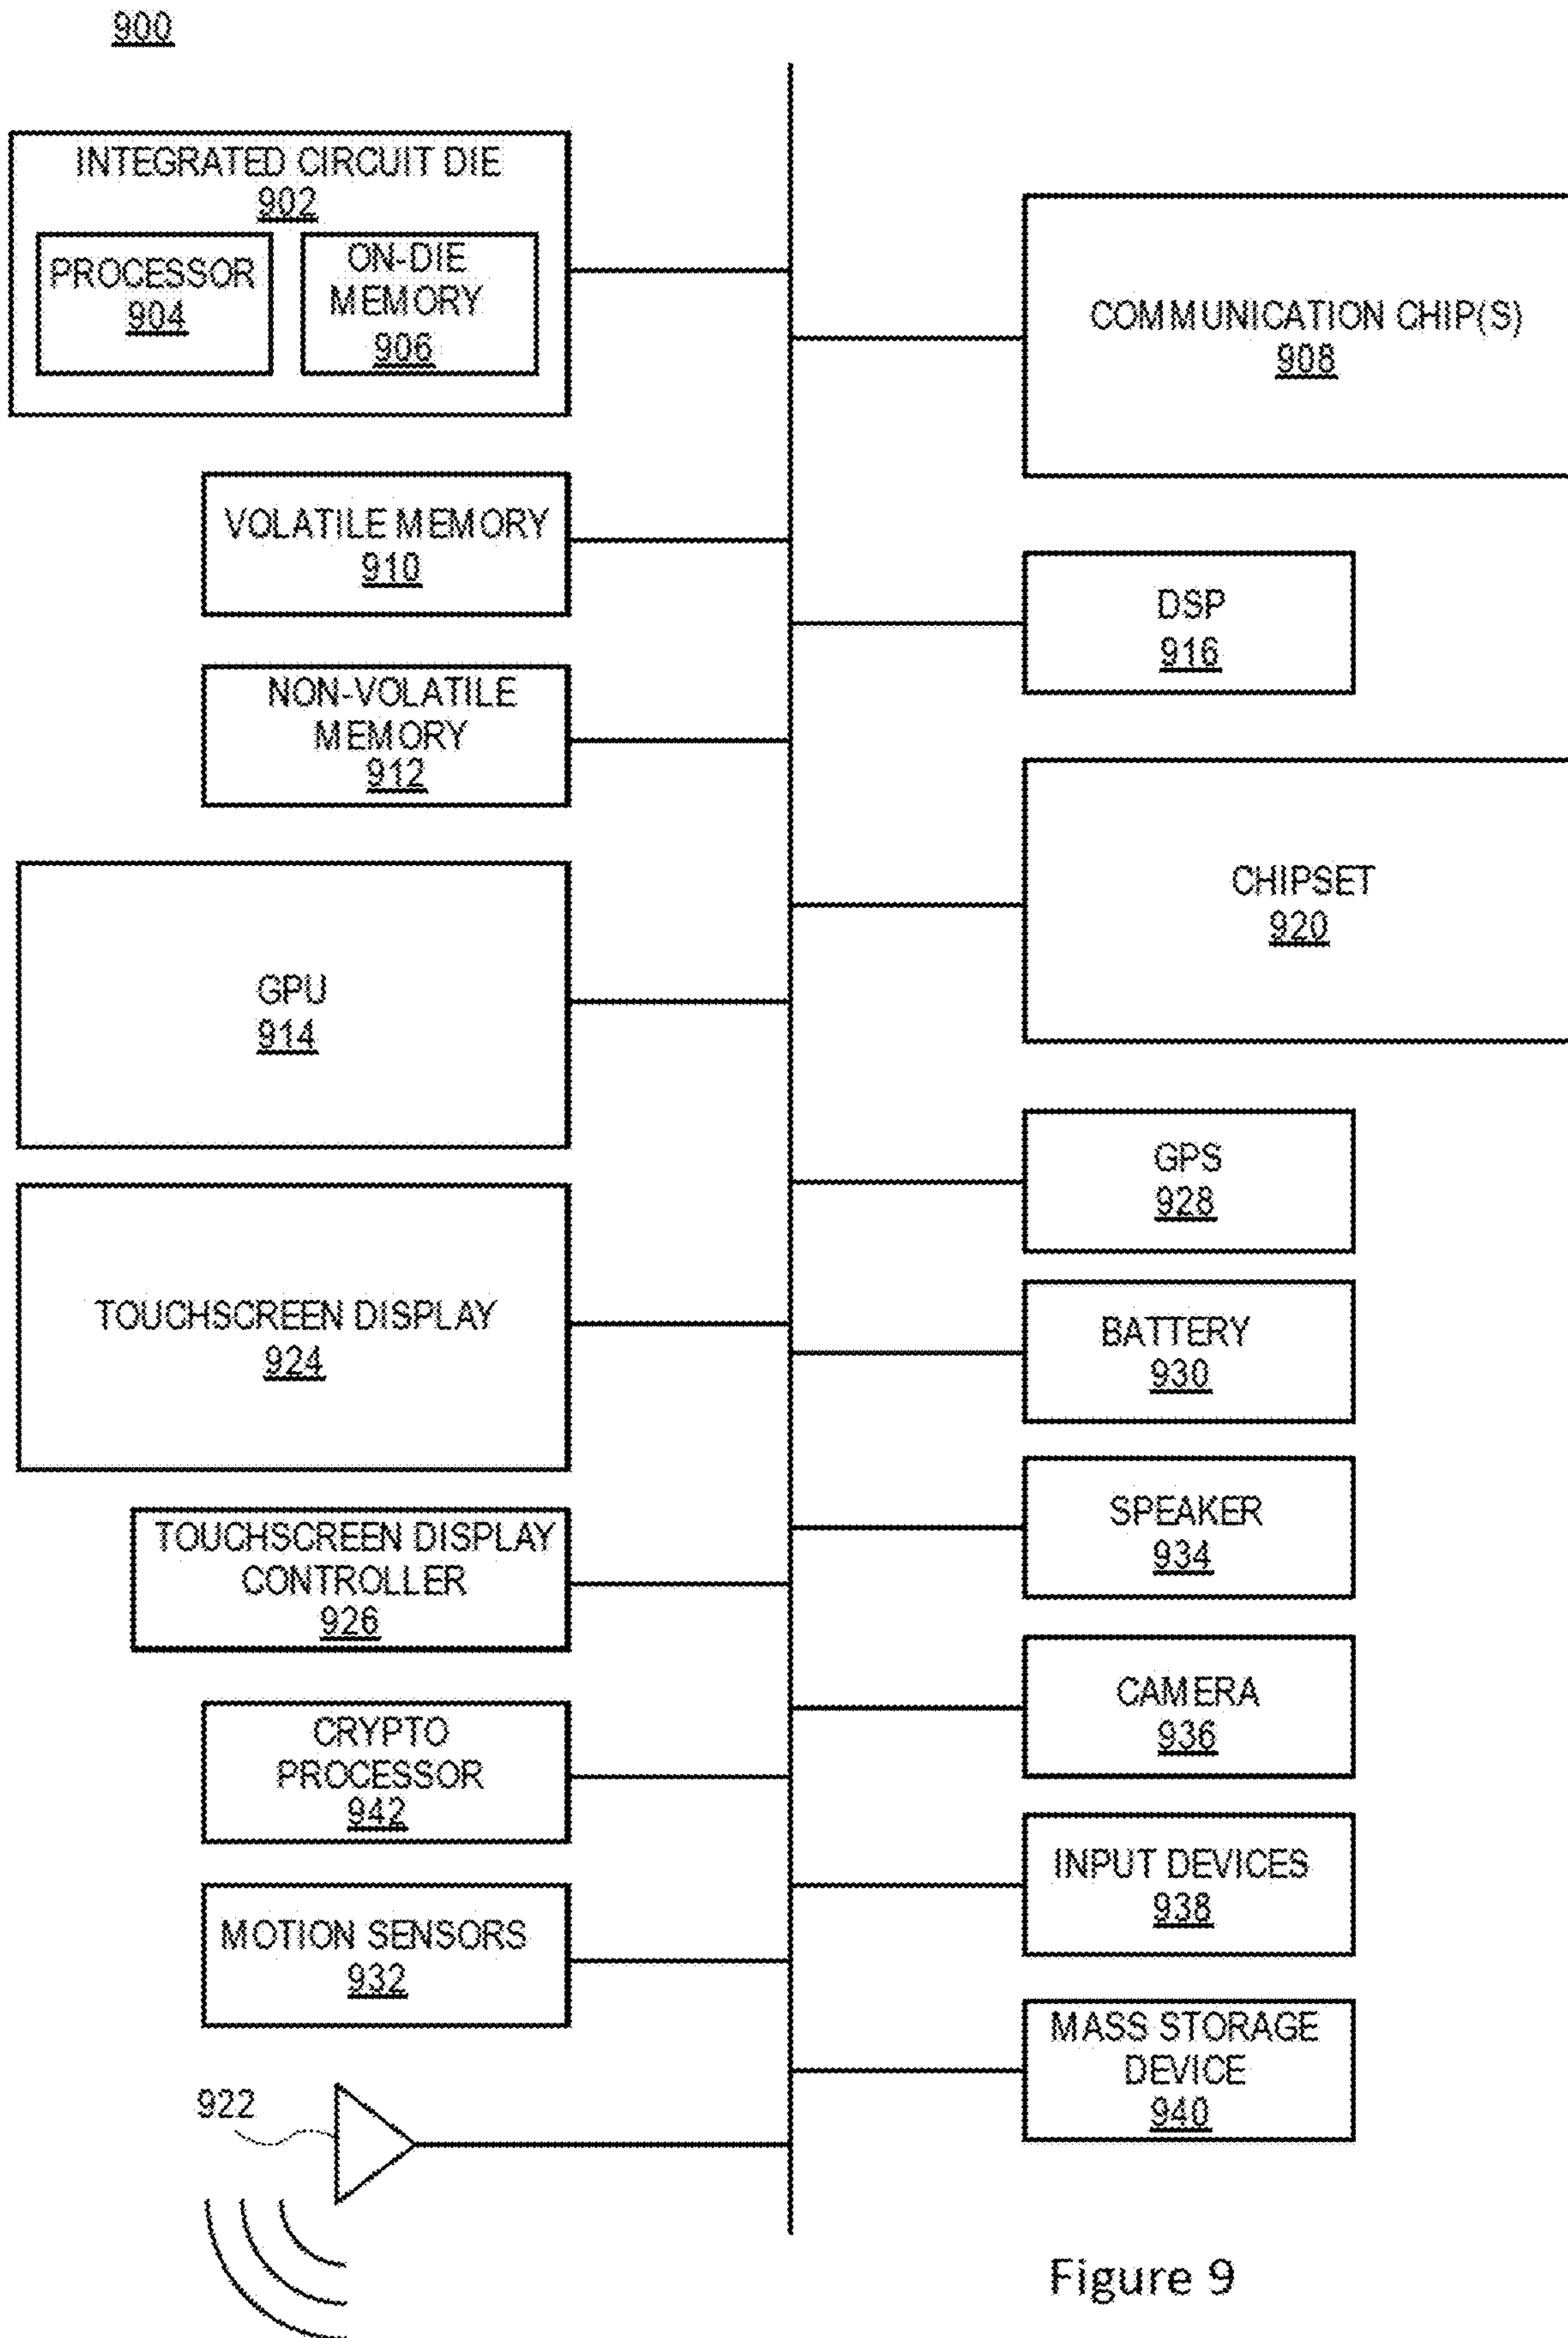 900
INTEGRATED CIRCUIT DIE
902
PROCESSOR
904
ON-DIE
MEMORY
906
COMMUNICATION CHIP(S)
908
VOLATILE MEMORY
910
DSP
916
NON-VOLATILE
MEMORY
912
CHIPSET
920
GPU
914
GPS
928
TOUCHSCREEN DISPLAY
924
BATTERY
930
SPEAKER
934
TOUCHSCREEN DISPLAY
CONTROLLER
926
CAMERA
936
CRYPTO
PROCESSOR
942
INPUT DEVICES
938
MOTION SENSORS
932
MASS STORAGE
DEVICE
940
922
Figure 9